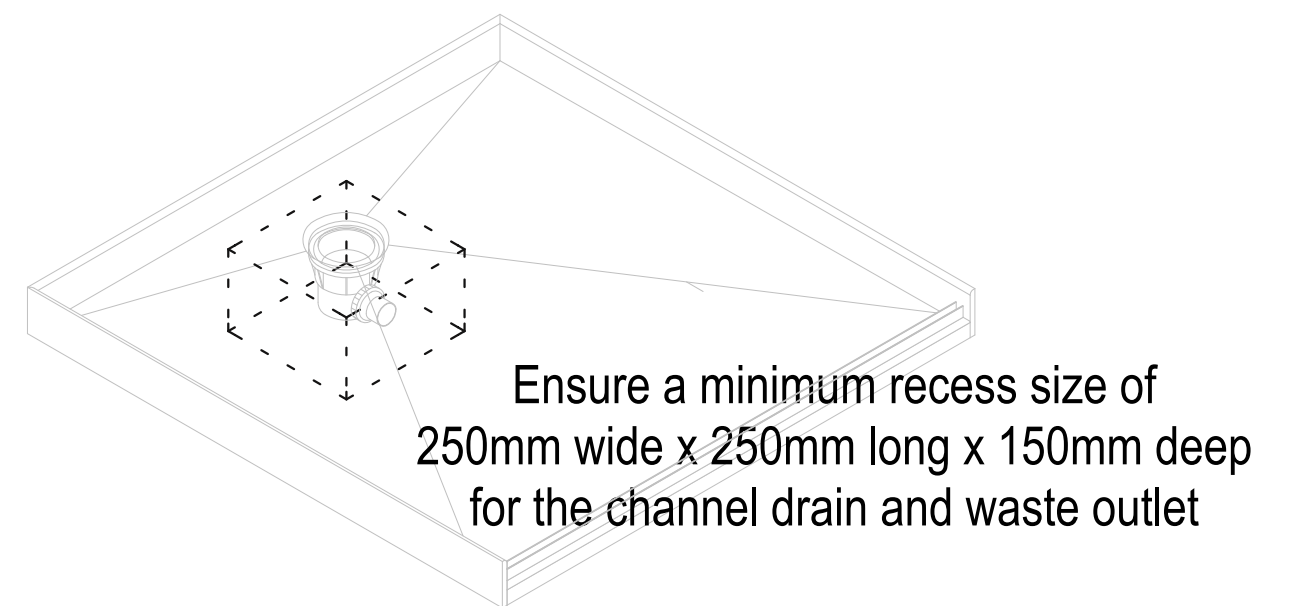 Ensure a minimum recess size of
250mm wide x 250mm long x 150mm deep
for the channel drain and waste outlet